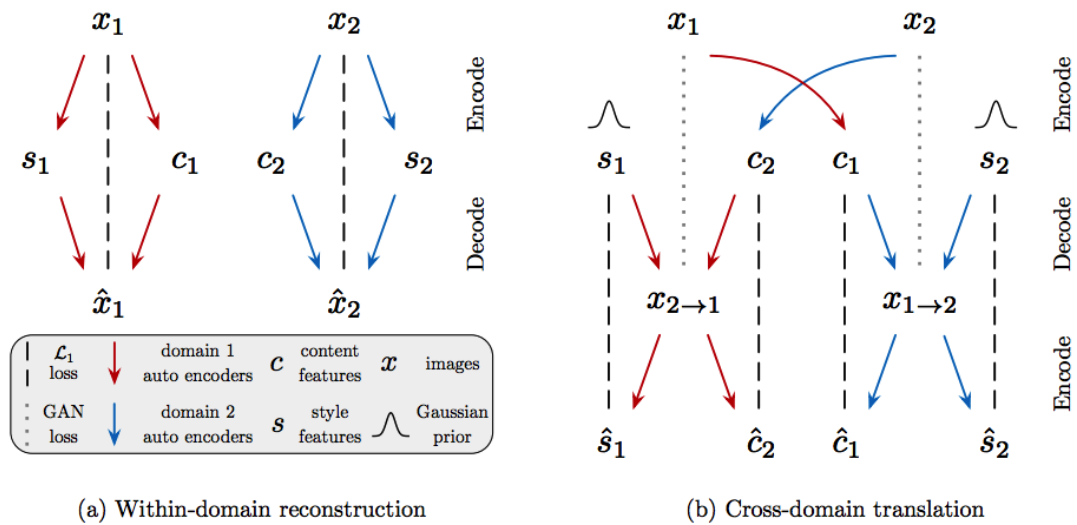 x₁ x₂ x₁ x₂
Encode Encode
s₁ c₁ c₂ s₂ s₁ c₂ c₁ s₂
Decode Decode
x̂₁ x̂₂ x₂→₁ x₁→₂
Encode
ŝ₁ ĉ₂ ĉ₁ ŝ₂
ℒ₁ loss
domain 1 auto encoders
c content features
x images
GAN loss
domain 2 auto encoders
s style features
Gaussian prior
(a) Within-domain reconstruction
(b) Cross-domain translation